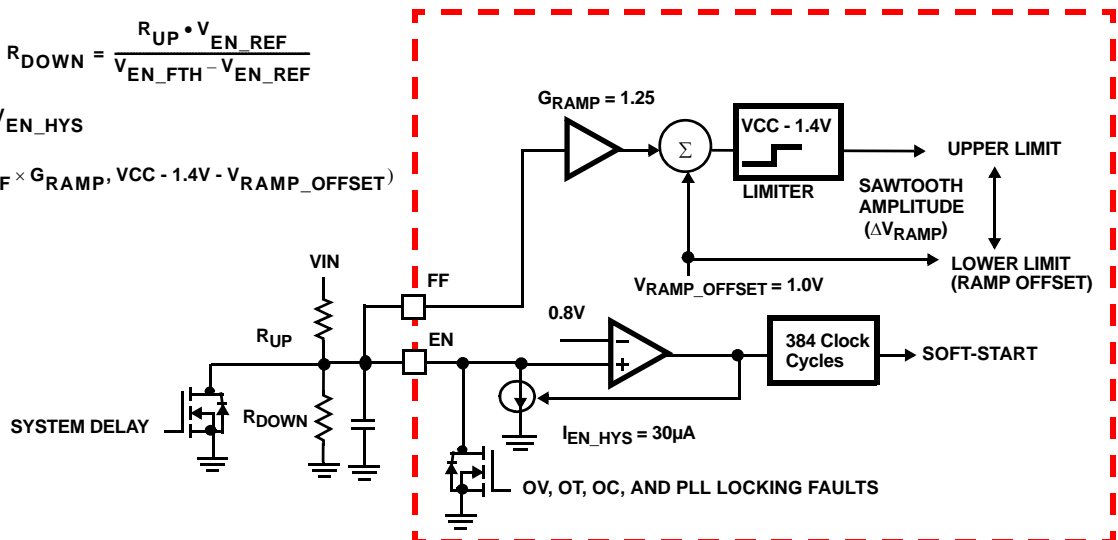 R_DOWN = R_UP • V_EN_REF / V_EN_FTH – V_EN_REF
EN_HYS
× G_RAMP, VCC - 1.4V - V_RAMP_OFFSET)
G_RAMP = 1.25
VCC - 1.4V
Σ
LIMITER
UPPER LIMIT
SAWTOOTH
AMPLITUDE
(ΔV_RAMP)
LOWER LIMIT
(RAMP OFFSET)
V_RAMP_OFFSET = 1.0V
VIN
FF
R_UP
EN
0.8V
−
+
384 Clock
Cycles
SOFT-START
SYSTEM DELAY
R_DOWN
I_EN_HYS = 30µA
OV, OT, OC, AND PLL LOCKING FAULTS